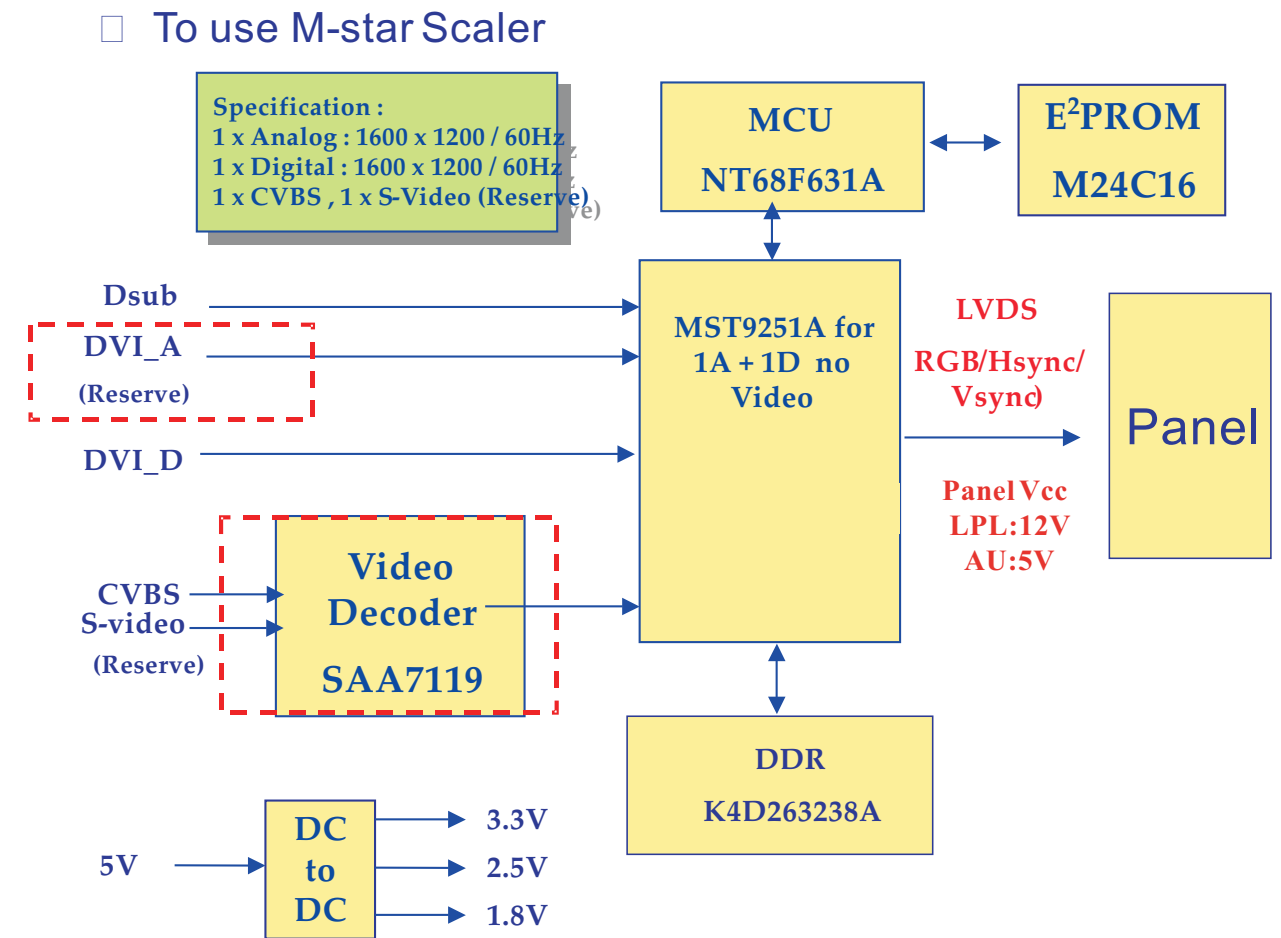 To use M-star Scaler
Specification :
1 x Analog : 1600 x 1200 / 60Hz
1 x Digital : 1600 x 1200 / 60Hz
1 x CVBS , 1 x S-Video (Reserve)
MCU
NT68F631A
E²PROM
M24C16
Dsub
DVI_A
(Reserve)
DVI_D
MST9251A for
1A + 1D no
Video
LVDS
RGB/Hsync/
Vsync)
Panel Vcc
LPL:12V
AU:5V
Panel
CVBS
S-video
(Reserve)
Video
Decoder
SAA7119
DDR
K4D263238A
5V
DC
to
DC
3.3V
2.5V
1.8V